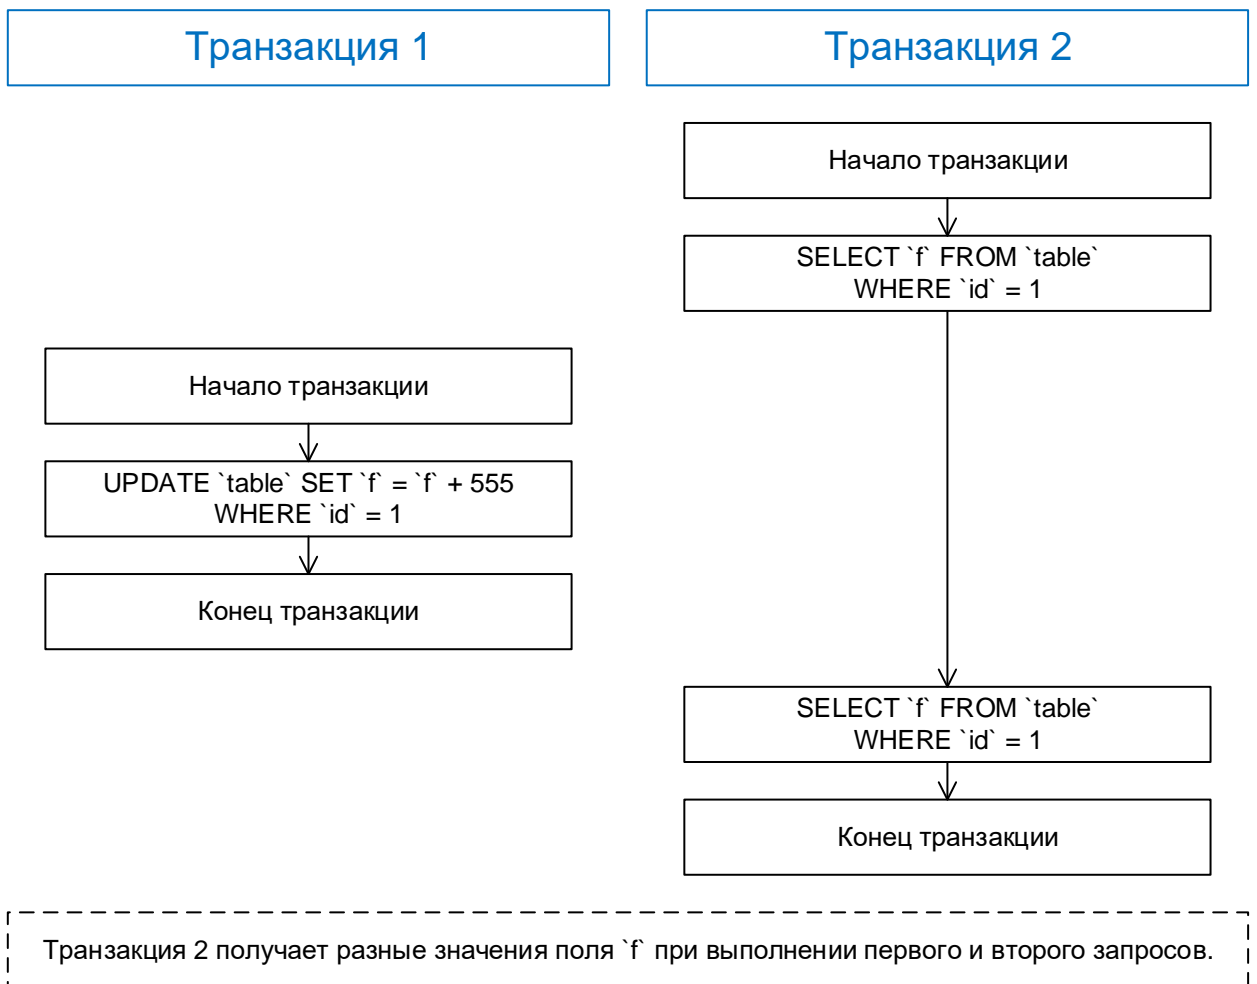 Транзакция 1
Транзакция 2
Начало транзакции
SELECT `f` FROM `table`
WHERE `id` = 1
Начало транзакции
UPDATE `table` SET `f` = `f` + 555
WHERE `id` = 1
Конец транзакции
SELECT `f` FROM `table`
WHERE `id` = 1
Конец транзакции
Транзакция 2 получает разные значения поля `f` при выполнении первого и второго запросов.